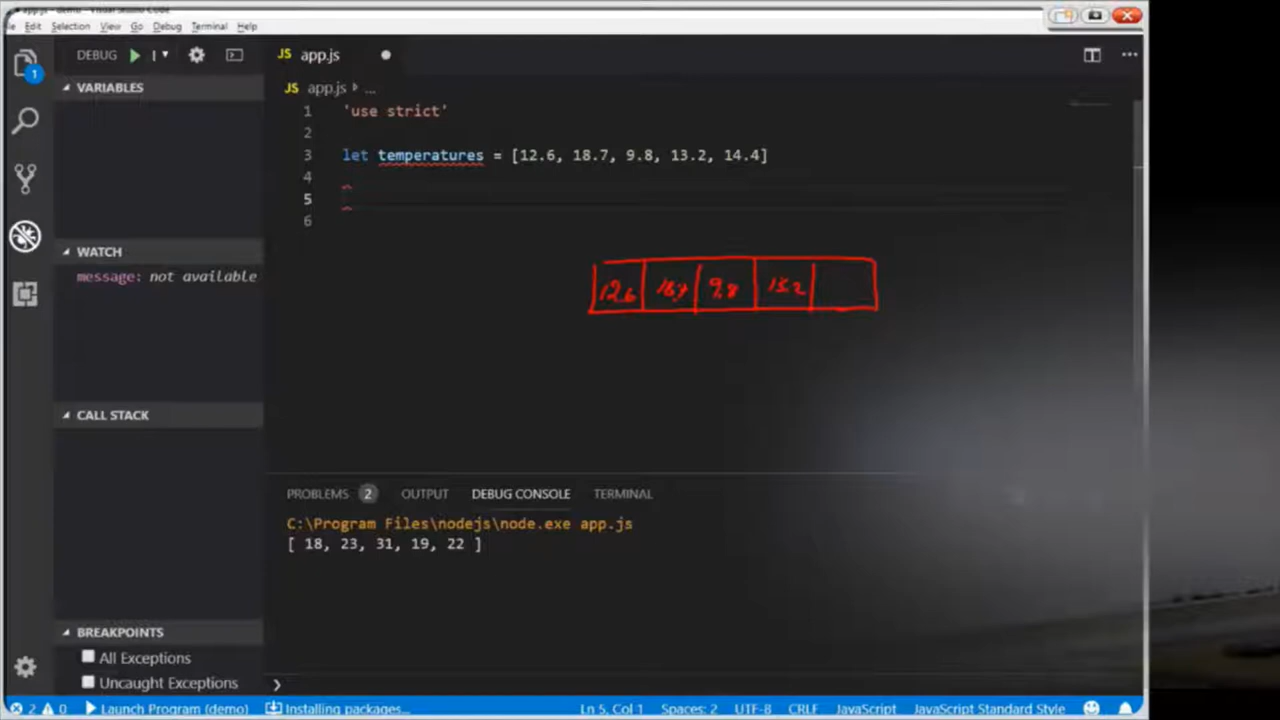 app.js - demo - Visual Studio Code
Edit Selection View Go Debug Terminal Help
DEBUG
JS app.js
1
VARIABLES
JS app.js ...
1 'use strict'
2
3 let temperatures = [12.6, 18.7, 9.8, 13.2, 14.4]
4
5
6
WATCH
message: not available
12.6 18.7 9.8 13.2
CALL STACK
PROBLEMS 2 OUTPUT DEBUG CONSOLE TERMINAL
C:\Program Files\nodejs\node.exe app.js
[ 18, 23, 31, 19, 22 ]
BREAKPOINTS
All Exceptions
Uncaught Exceptions
2 0 Launch Program (demo) Installing packages... Ln 5, Col 1 Spaces: 2 UTF-8 CRLF JavaScript JavaScript Standard Style